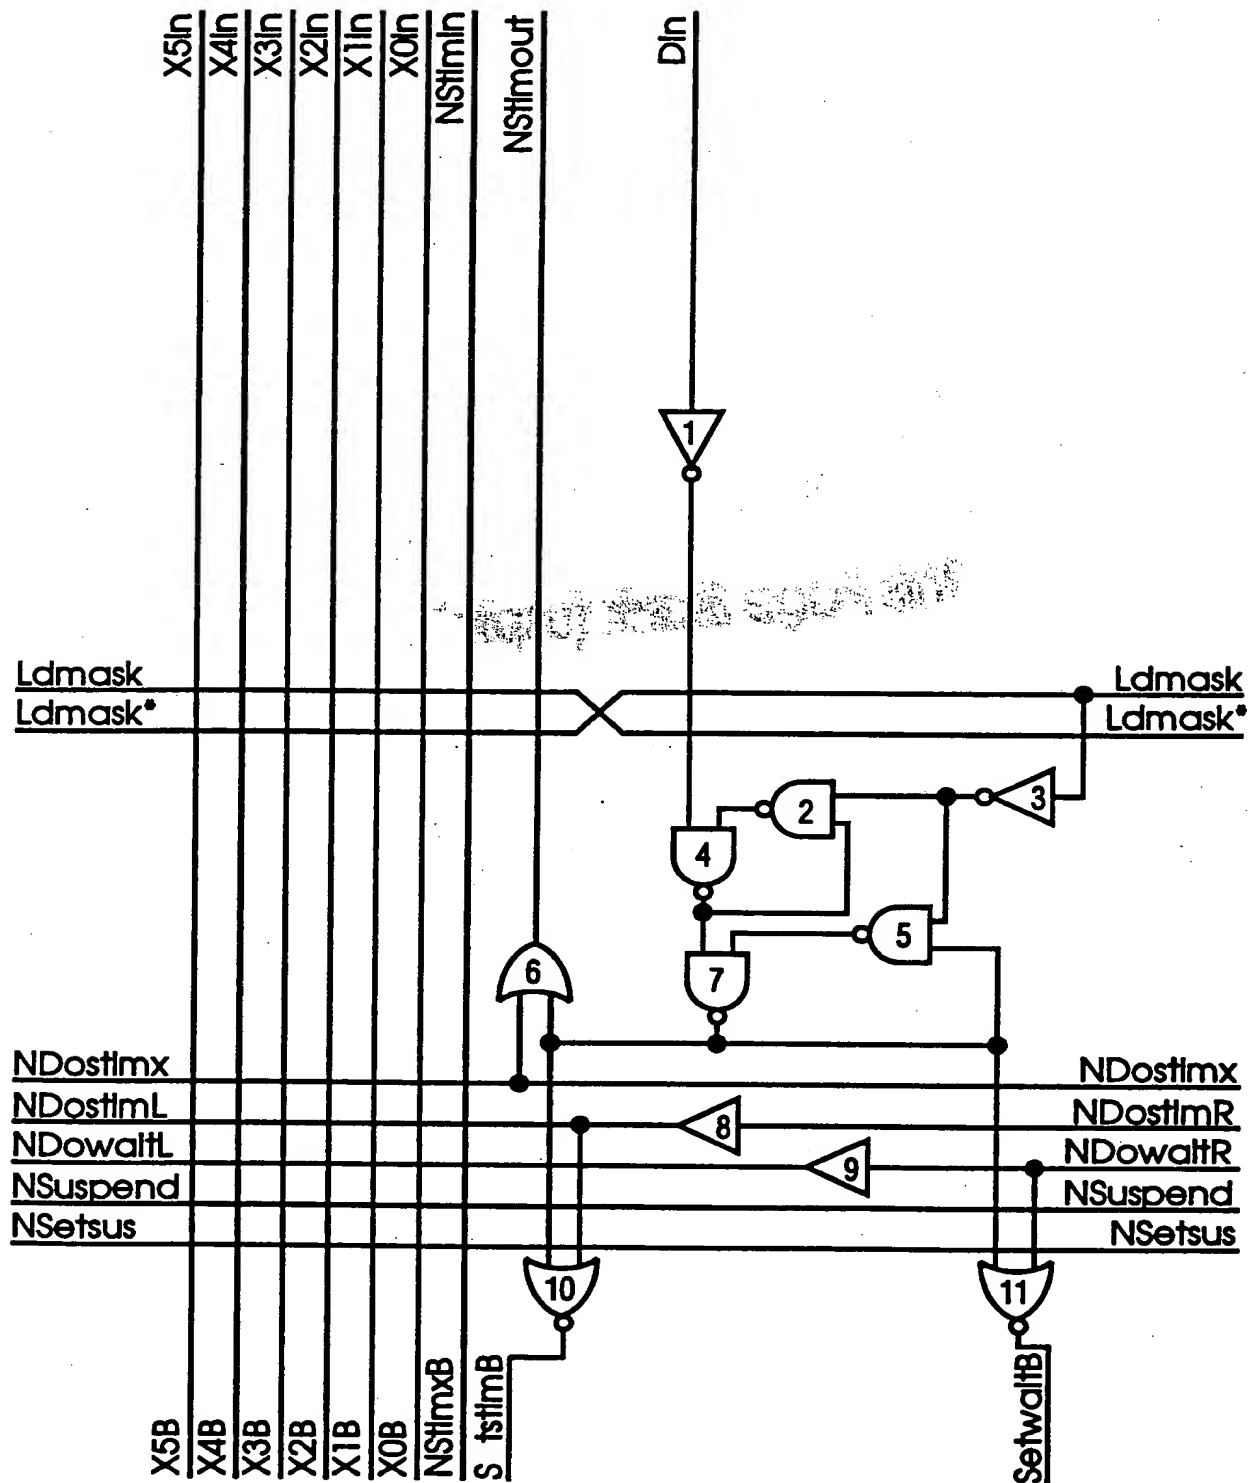 X5In
X4In
X3In
X2In
X1In
X0In
NStimIn
NStimout
DIn
1
Ldmask
Ldmask
Ldmask*
Ldmask*
3
2
4
5
6
7
NDostimx
NDostimx
NDostimL
8
NDostimR
NDowaitL
9
NDowaitR
NSuspend
NSuspend
NSetsus
NSetsus
10
11
X5B
X4B
X3B
X2B
X1B
X0B
NStimxB
S tstimB
SetwaitB